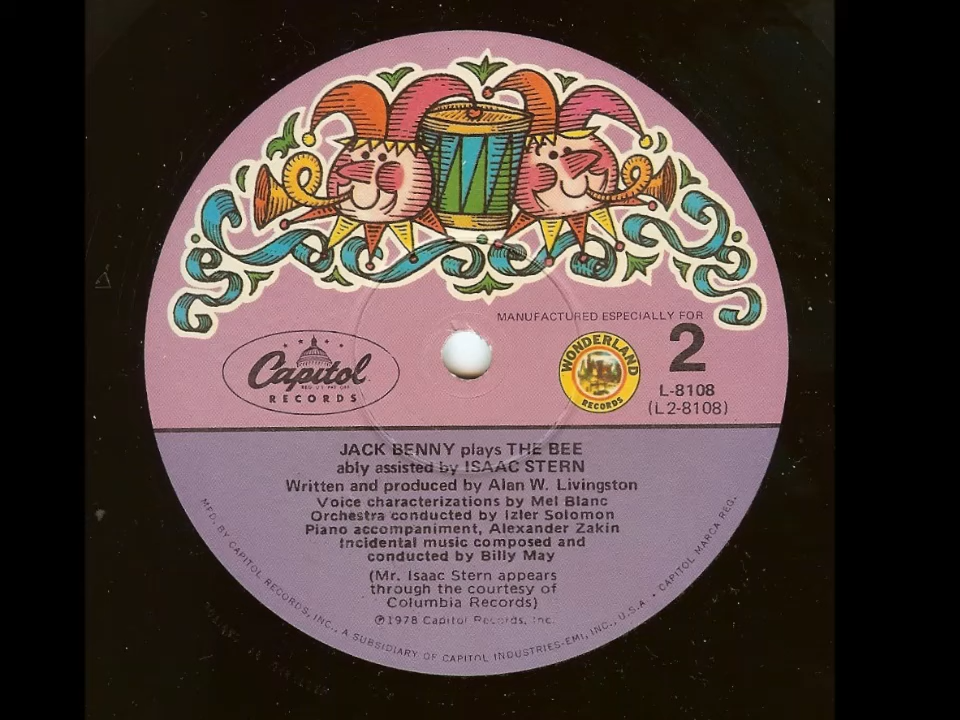 MANUFACTURED ESPECIALLY FOR
2
Capitol
REG. U.S. PAT. OFF.
RECORDS
WONDERLAND
RECORDS
L-8108
(L2-8108)
JACK BENNY plays THE BEE
ably assisted by ISAAC STERN
Written and produced by Alan W. Livingston
Voice characterizations by Mel Blanc
Orchestra conducted by Izler Solomon
Piano accompaniment, Alexander Zakin
Incidental music composed and
conducted by Billy May
(Mr. Isaac Stern appears
through the courtesy of
Columbia Records)
℗1978 Capitol Records, Inc.
MFD. BY CAPITOL RECORDS, INC., A SUBSIDIARY OF CAPITOL INDUSTRIES-EMI, INC., U.S.A. • CAPITOL MARCA REG.